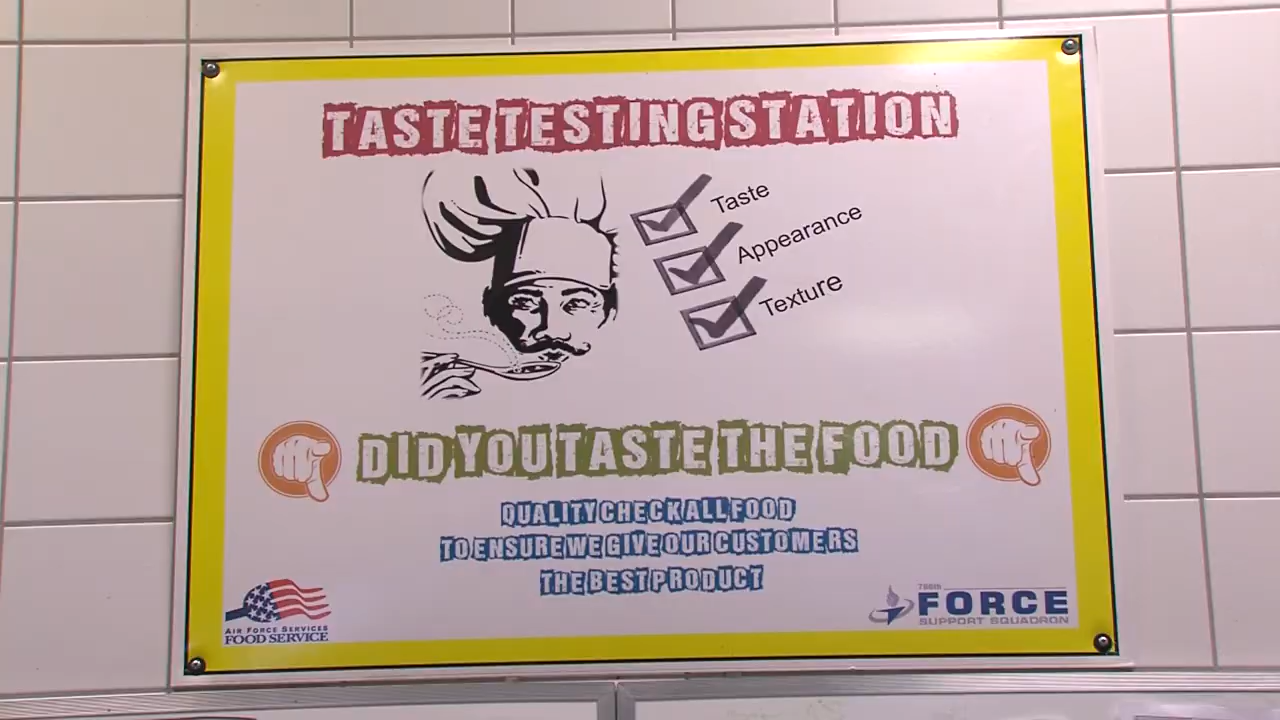 TASTE TESTING STATION
Taste
Appearance
Texture
DID YOU TASTE THE FOOD
QUALITY CHECK ALL FOOD
TO ENSURE WE GIVE OUR CUSTOMERS
THE BEST PRODUCT
AIR FORCE SERVICES
FOOD SERVICE
786th
FORCE
SUPPORT SQUADRON